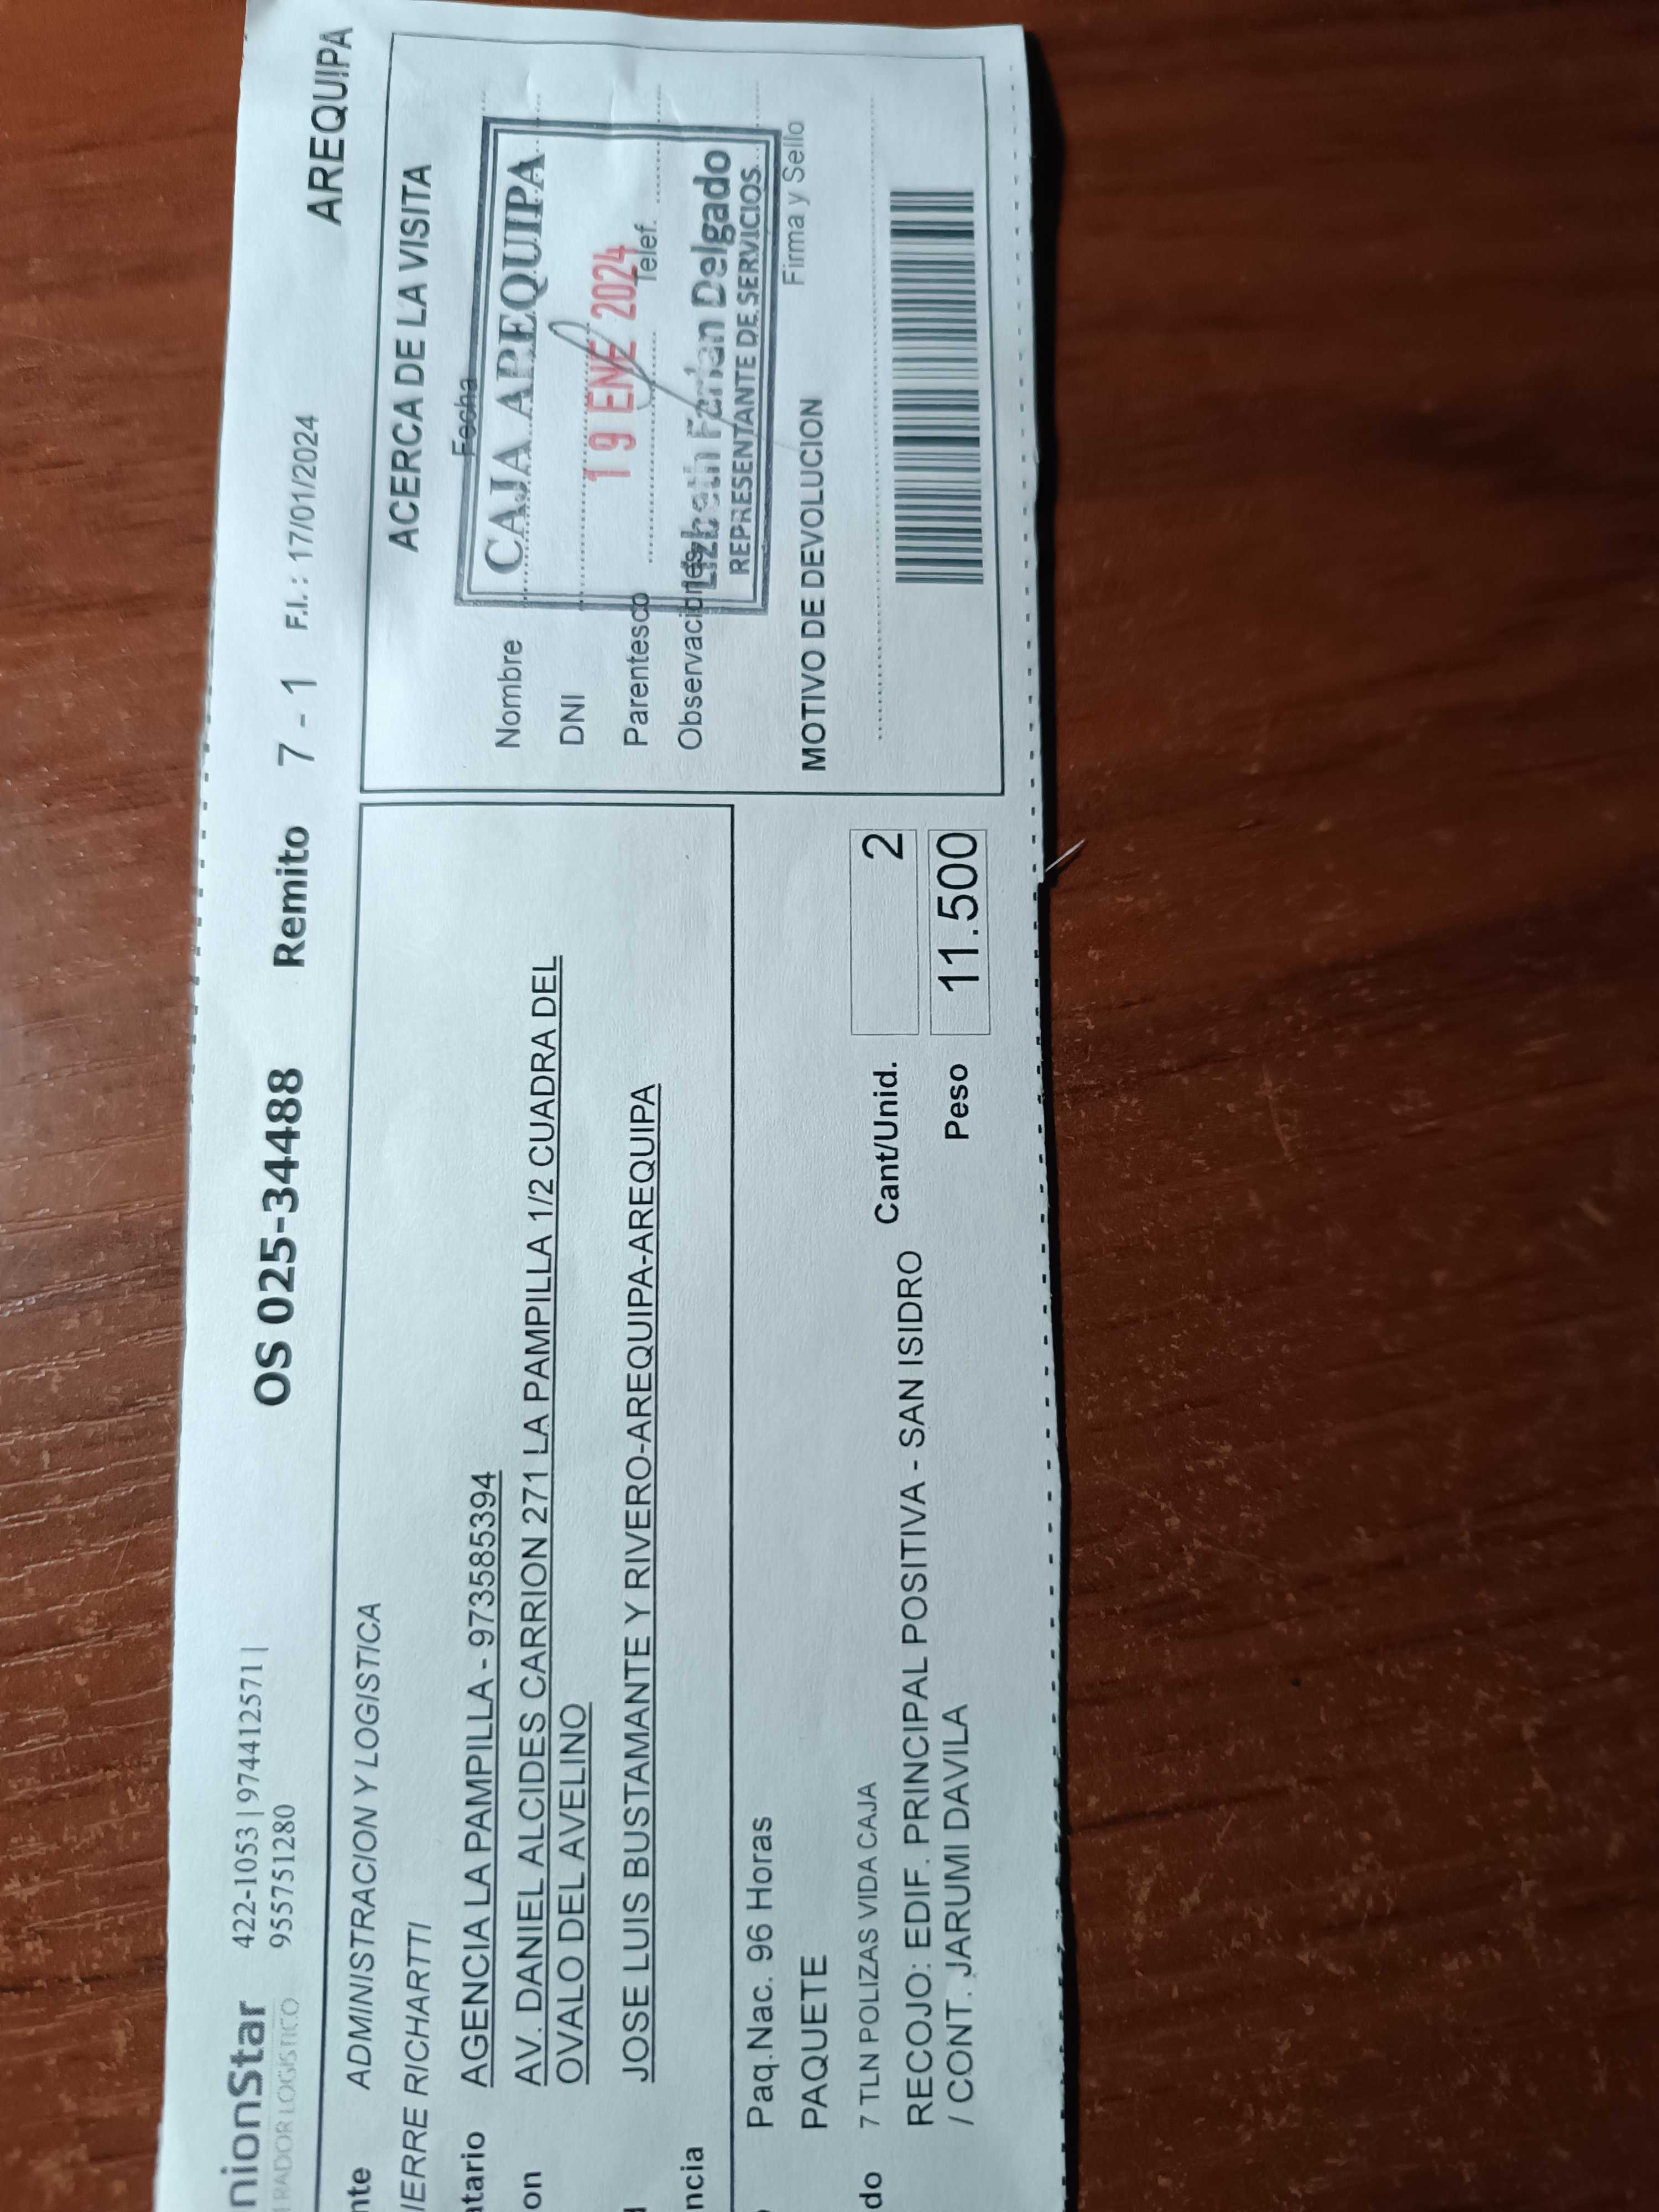 nionStar
RADOR LOGISTICO
422-1053 | 974412571 |
955751280
OS 025-34488
Remito 7 - 1 F.I.: 17/01/2024
AREQUIPA
nte ADMINISTRACION Y LOGISTICA
IERRE RICHARTTI
atario AGENCIA LA PAMPILLA - 973585394
on AV. DANIEL ALCIDES CARRION 271 LA PAMPILLA 1/2 CUADRA DEL
OVALO DEL AVELINO
JOSE LUIS BUSTAMANTE Y RIVERO-AREQUIPA-AREQUIPA
ncia
Paq.Nac. 96 Horas
PAQUETE
do 7 TLN POLIZAS VIDA CAJA
RECOJO: EDIF. PRINCIPAL POSITIVA - SAN ISIDRO
/ CONT. JARUMI DAVILA
Cant/Unid. 2
Peso 11.500
ACERCA DE LA VISITA
Fecha
Nombre
DNI
Parentesco
Telef.
Observaciones
CAJA AREQUIPA
19 ENE 2024
Delgado
REPRESENTANTE DE SERVICIOS
Firma y Sello
MOTIVO DE DEVOLUCION